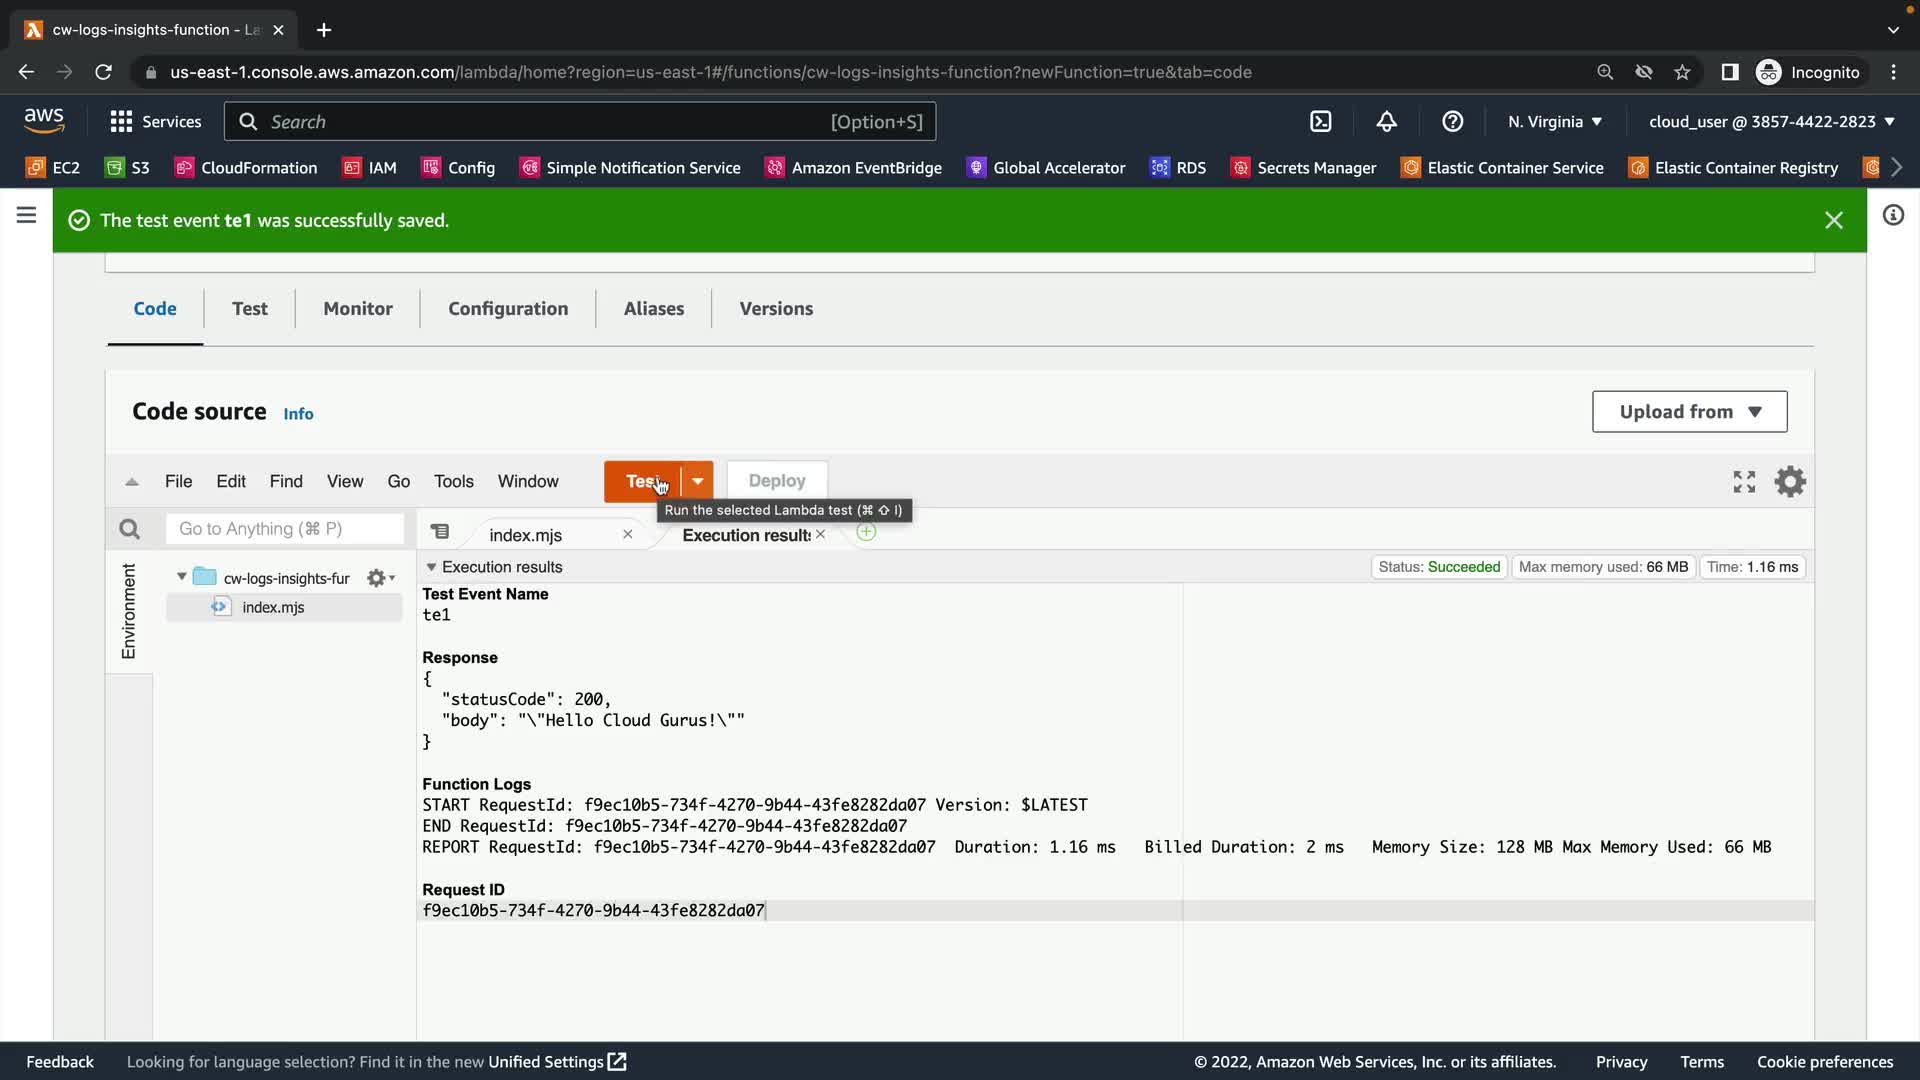 cw-logs-insights-function - La
us-east-1.console.aws.amazon.com/lambda/home?region=us-east-1#/functions/cw-logs-insights-function?newFunction=true&tab=code
Incognito
aws
Services
Search
[Option+S]
N. Virginia
cloud_user @ 3857-4422-2823
EC2
S3
CloudFormation
IAM
Config
Simple Notification Service
Amazon EventBridge
Global Accelerator
RDS
Secrets Manager
Elastic Container Service
Elastic Container Registry
The test event te1 was successfully saved.
Code
Test
Monitor
Configuration
Aliases
Versions
Code source Info
Upload from
File
Edit
Find
View
Go
Tools
Window
Test
Deploy
Run the selected Lambda test (⌘ ⇧ I)
Go to Anything (⌘ P)
index.mjs
Execution results
Environment
cw-logs-insights-fur
index.mjs
Execution results
Status: Succeeded
Max memory used: 66 MB
Time: 1.16 ms
Test Event Name
te1
Response
{
"statusCode": 200,
"body": "\"Hello Cloud Gurus!\""
}
Function Logs
START RequestId: f9ec10b5-734f-4270-9b44-43fe8282da07 Version: $LATEST
END RequestId: f9ec10b5-734f-4270-9b44-43fe8282da07
REPORT RequestId: f9ec10b5-734f-4270-9b44-43fe8282da07 Duration: 1.16 ms Billed Duration: 2 ms Memory Size: 128 MB Max Memory Used: 66 MB
Request ID
f9ec10b5-734f-4270-9b44-43fe8282da07
Feedback
Looking for language selection? Find it in the new Unified Settings
© 2022, Amazon Web Services, Inc. or its affiliates.
Privacy
Terms
Cookie preferences